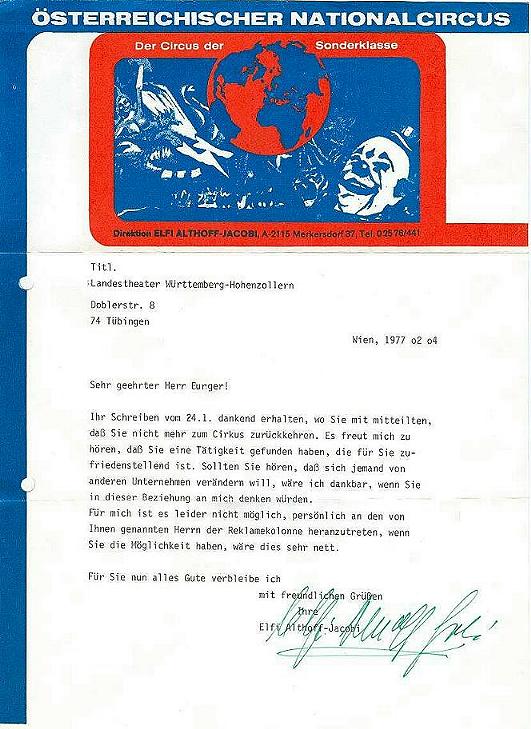 ÖSTERREICHISCHER NATIONALCIRCUS
Der Circus der Sonderklasse
Direktion ELFI ALTHOFF-JACOBI, A-2115 Merkersdorf 37, Tel. 02576/441
Titl.
Landestheater Württemberg-Hohenzollern
Doblerstr. 8
74 Tübingen
Wien, 1977 o2 o4
Sehr geehrter Herr Eurger!
Ihr Schreiben vom 24.1. dankend erhalten, wo Sie mit mitteilten,
daß Sie nicht mehr zum Cirkus zurückkehren. Es freut mich zu
hören, daß Sie eine Tätigkeit gefunden haben, die für Sie zu-
friedenstellend ist. Sollten Sie hören, daß sich jemand von
anderen Unternehmen verändern will, wäre ich dankbar, wenn Sie
in dieser Beziehung an mich denken würden.
Für mich ist es leider nicht möglich, persönlich an den von
Ihnen genannten Herrn der Reklamekolonne heranzutreten, wenn
Sie die Möglichkeit haben, wäre dies sehr nett.
Für Sie nun alles Gute verbleibe ich
mit freundlichen Grüßen
Ihre
Elfi Althoff-Jacobi